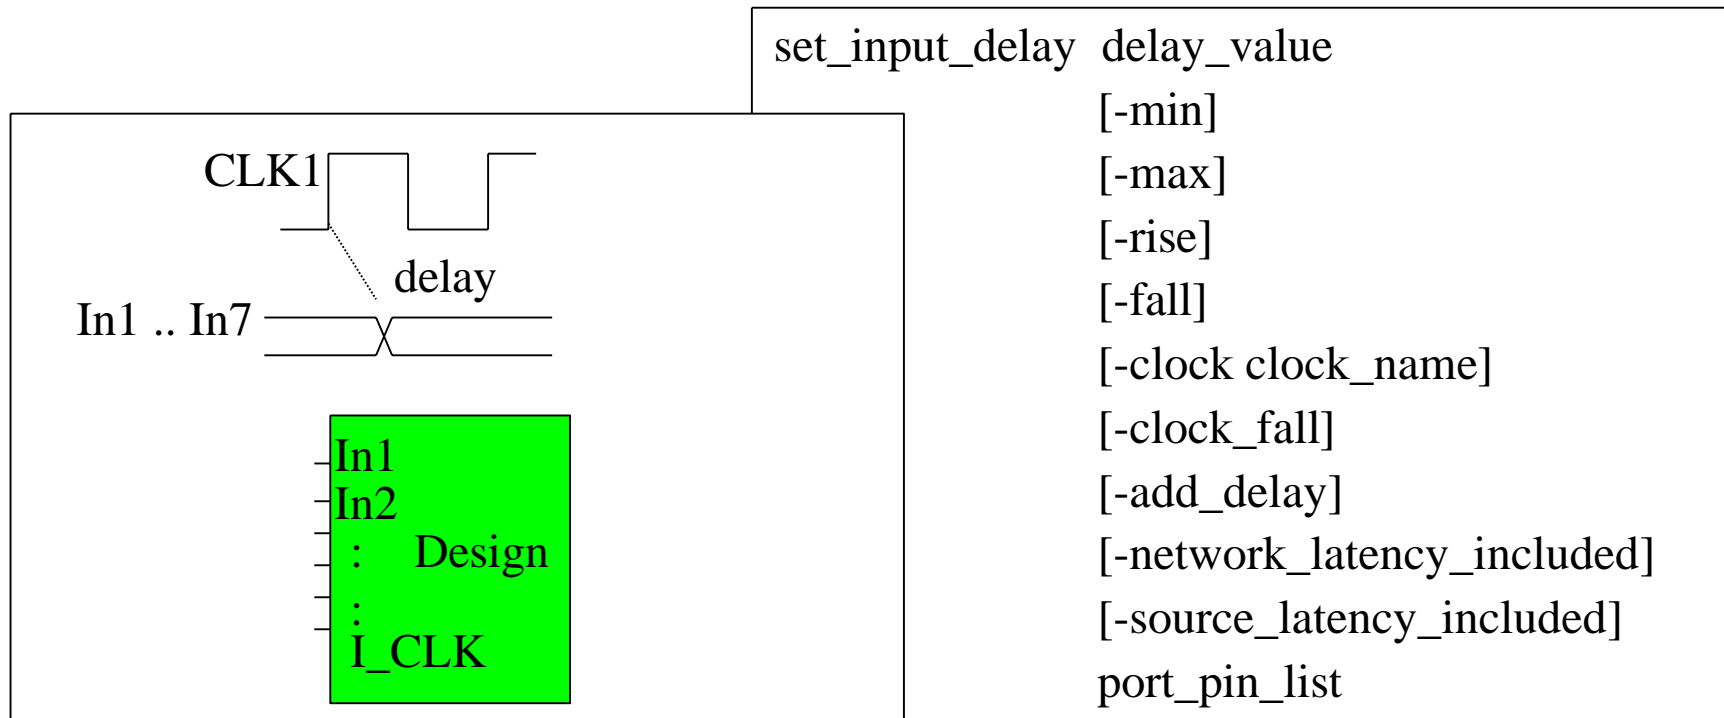 set_input_delay delay_value
[-min]
[-max]
[-rise]
[-fall]
[-clock clock_name]
[-clock_fall]
[-add_delay]
[-network_latency_included]
[-source_latency_included]
port_pin_list
CLK1
delay
In1 .. In7
In1
In2
: Design
:
I_CLK